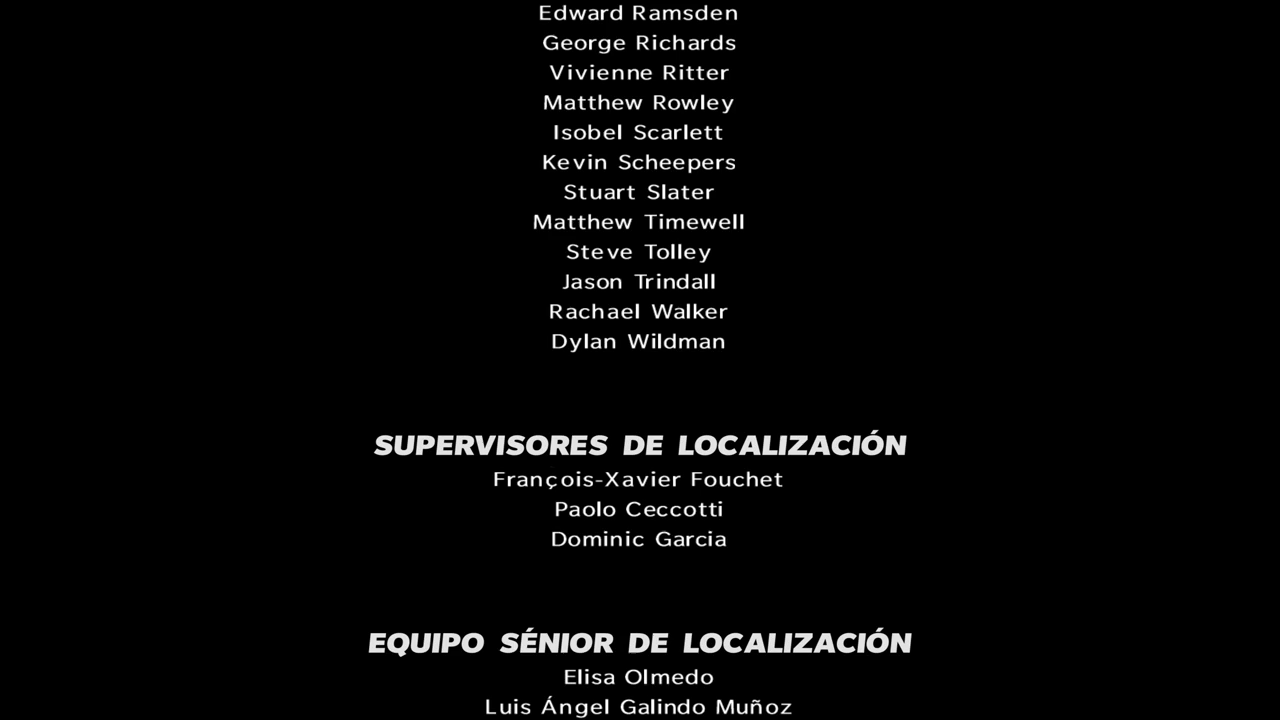 Edward Ramsden
George Richards
Vivienne Ritter
Matthew Rowley
Isobel Scarlett
Kevin Scheepers
Stuart Slater
Matthew Timewell
Steve Tolley
Jason Trindall
Rachael Walker
Dylan Wildman
SUPERVISORES DE LOCALIZACIÓN
François-Xavier Fouchet
Paolo Ceccotti
Dominic Garcia
EQUIPO SÉNIOR DE LOCALIZACIÓN
Elisa Olmedo
Luis Ángel Galindo Muñoz